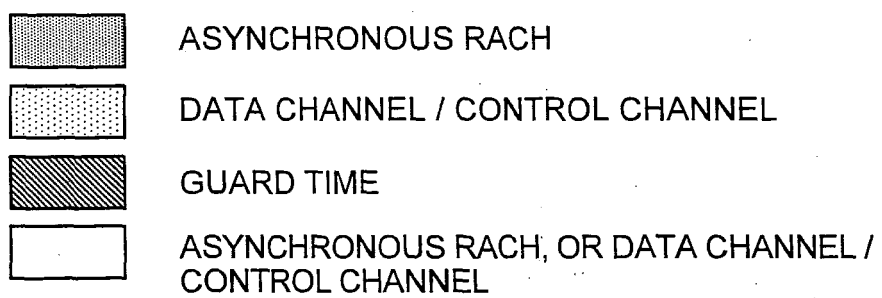 ASYNCHRONOUS RACH
DATA CHANNEL / CONTROL CHANNEL
GUARD TIME
ASYNCHRONOUS RACH, OR DATA CHANNEL /
CONTROL CHANNEL